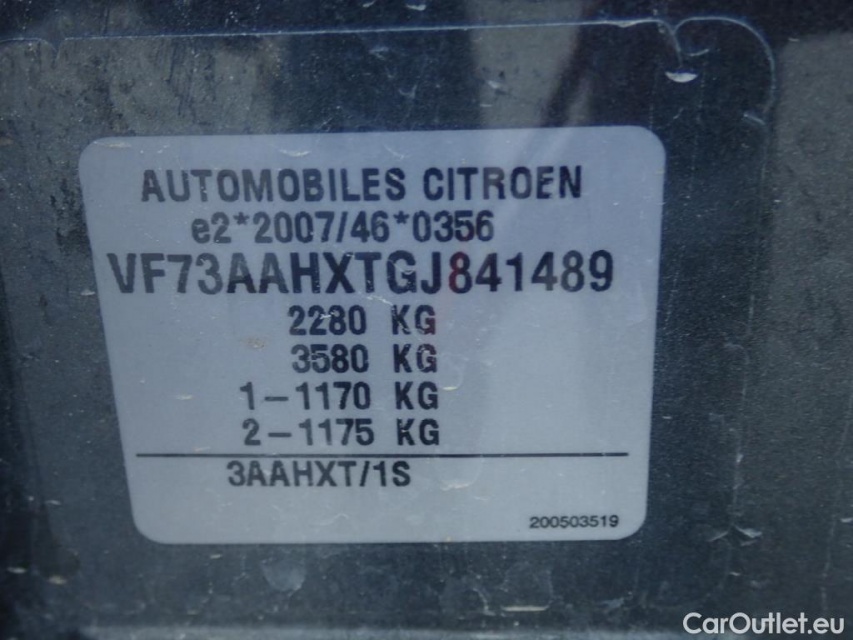 AUTOMOBILES CITROEN
e2*2007/46*0356
VF73AAHXTGJ841489
2280 KG
3580 KG
1-1170 KG
2-1175 KG
3AAHXT/1S
200503519
CarOutlet.eu